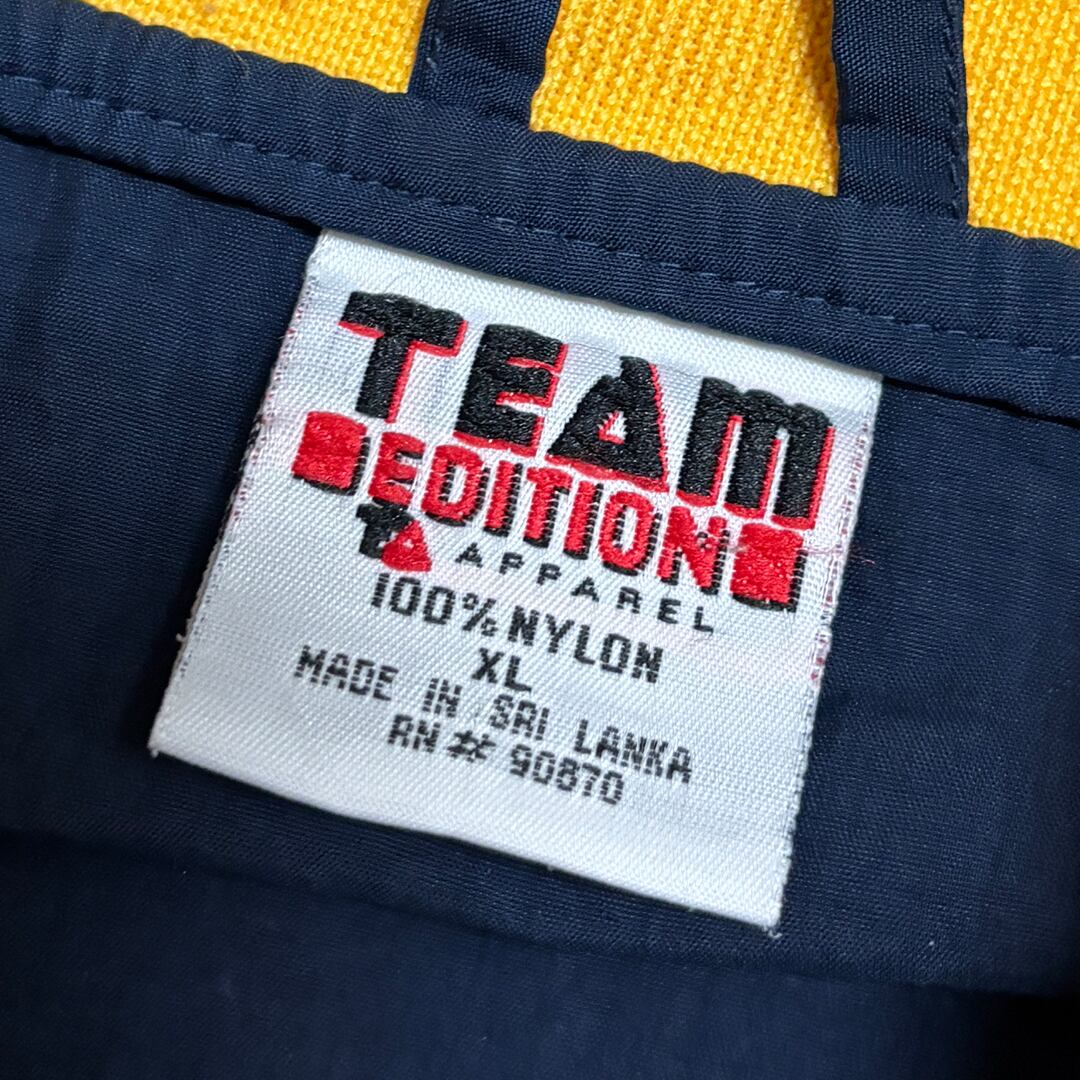 TEAM
EDITION
APPAREL
100% NYLON
XL
MADE IN SRI LANKA
RN# 90870